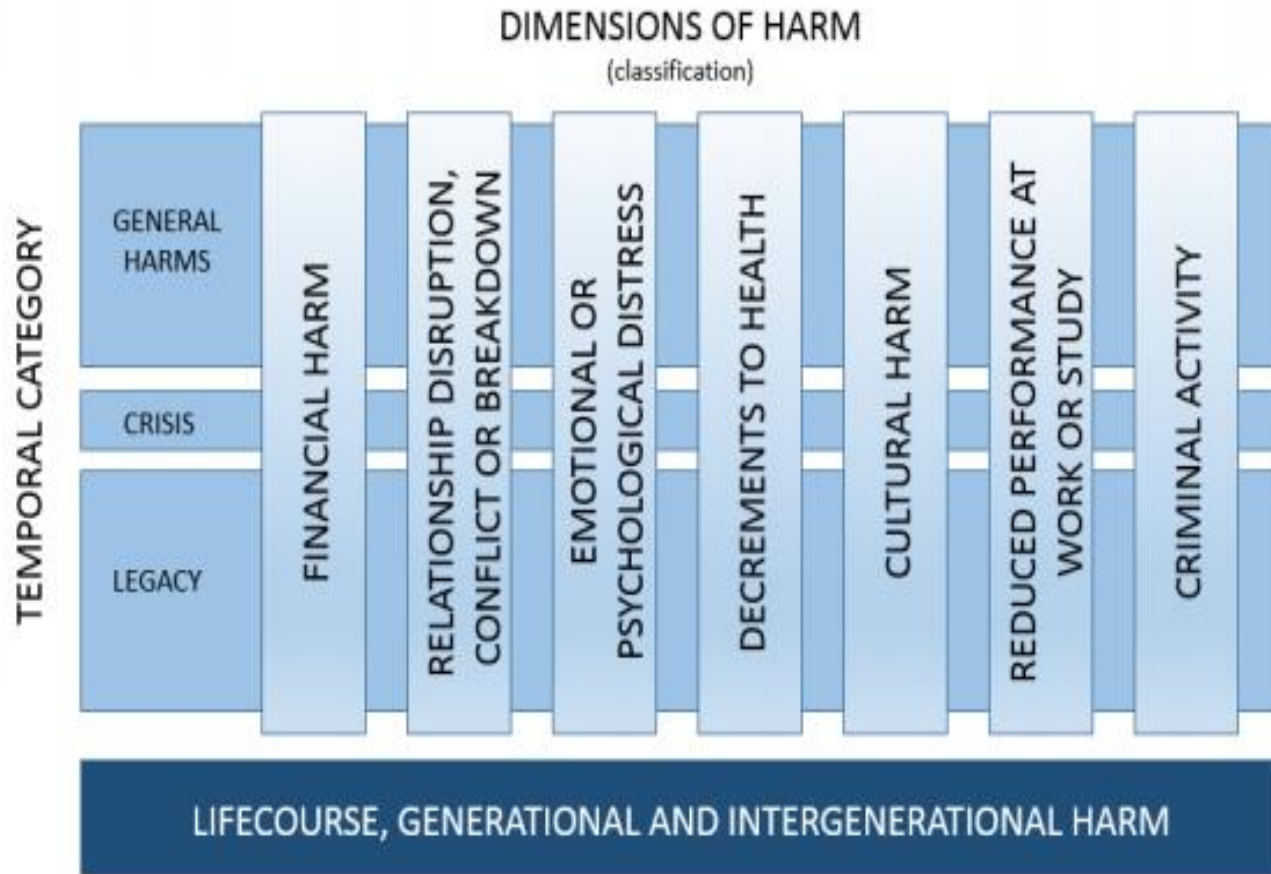 DIMENSIONS OF HARM
(classification)
TEMPORAL CATEGORY
GENERAL
HARMS
CRISIS
LEGACY
FINANCIAL HARM
RELATIONSHIP DISRUPTION,
CONFLICT OR BREAKDOWN
EMOTIONAL OR
PSYCHOLOGICAL DISTRESS
DECREMENTS TO HEALTH
CULTURAL HARM
REDUCED PERFORMANCE AT
WORK OR STUDY
CRIMINAL ACTIVITY
LIFECOURSE, GENERATIONAL AND INTERGENERATIONAL HARM